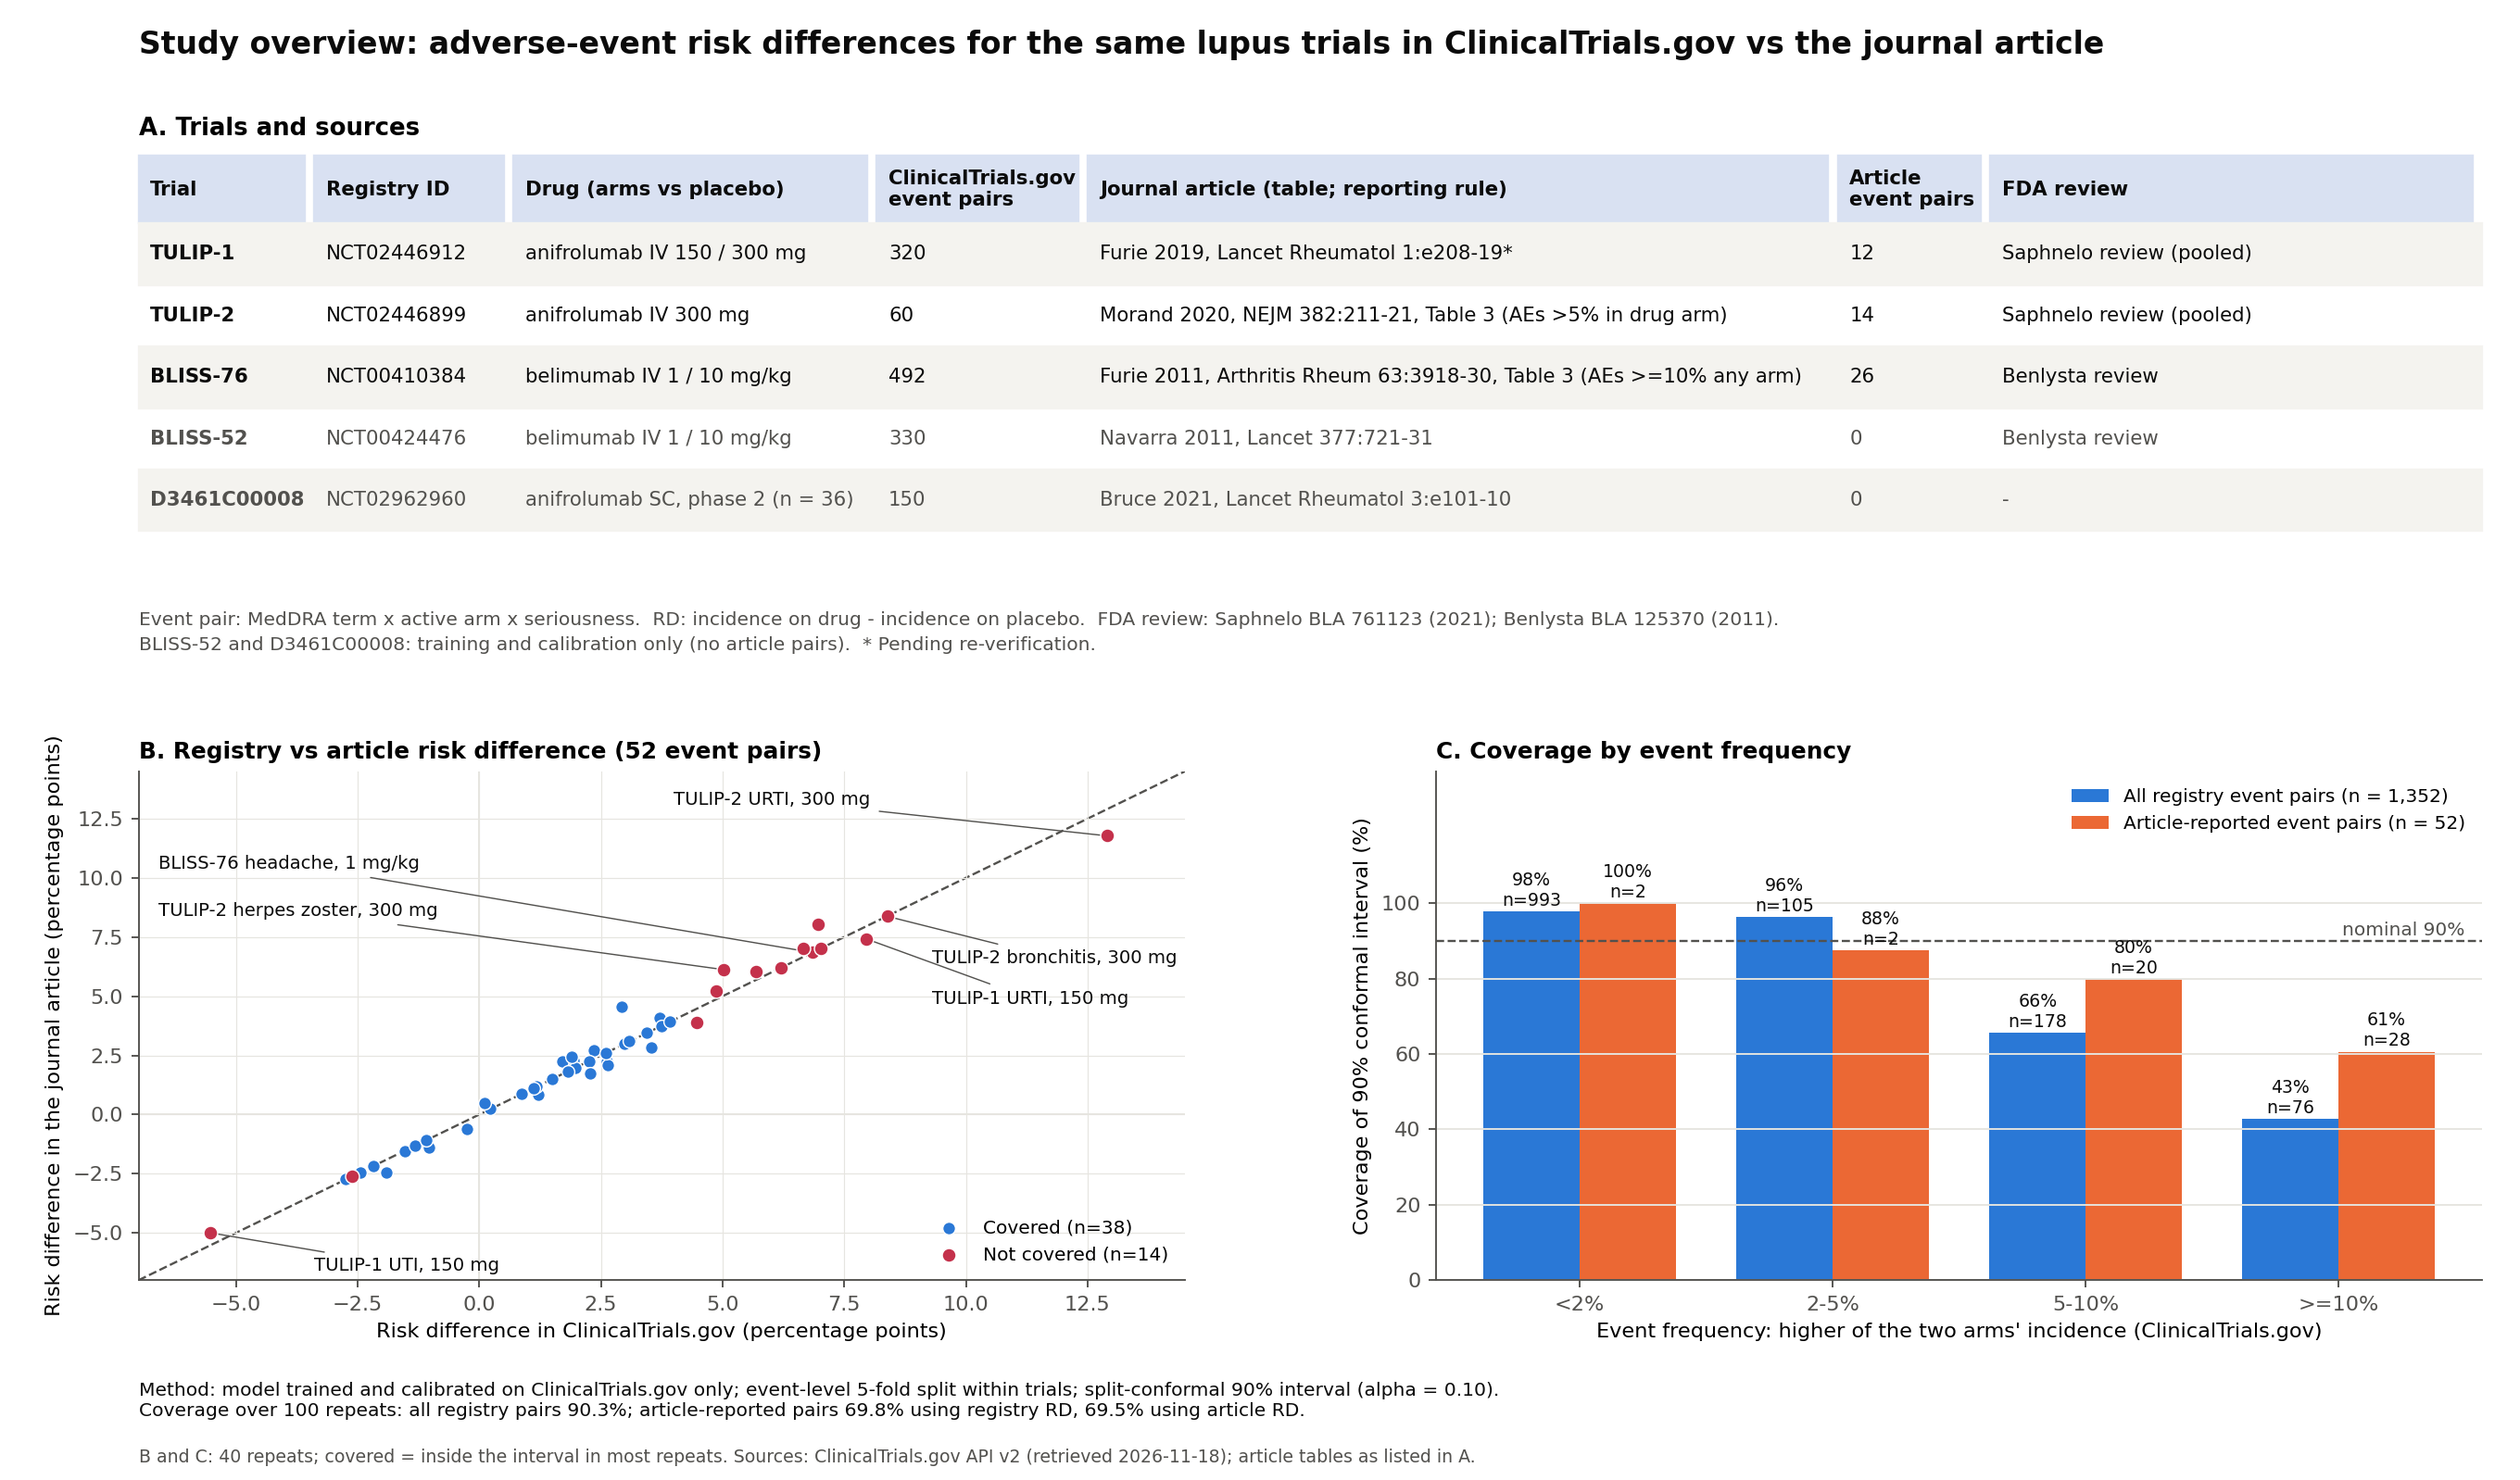 Study overview: adverse-event risk differences for the same lupus trials in ClinicalTrials.gov vs the journal article
A. Trials and sources
Trial Registry ID Drug (arms vs placebo) ClinicalTrials.gov event pairs Journal article (table; reporting rule) Article event pairs FDA review
TULIP-1 NCT02446912 anifrolumab IV 150 / 300 mg 320 Furie 2019, Lancet Rheumatol 1:e208-19* 12 Saphnelo review (pooled)
TULIP-2 NCT02446899 anifrolumab IV 300 mg 60 Morand 2020, NEJM 382:211-21, Table 3 (AEs >5% in drug arm) 14 Saphnelo review (pooled)
BLISS-76 NCT00410384 belimumab IV 1 / 10 mg/kg 492 Furie 2011, Arthritis Rheum 63:3918-30, Table 3 (AEs >=10% any arm) 26 Benlysta review
BLISS-52 NCT00424476 belimumab IV 1 / 10 mg/kg 330 Navarra 2011, Lancet 377:721-31 0 Benlysta review
D3461C00008 NCT02962960 anifrolumab SC, phase 2 (n = 36) 150 Bruce 2021, Lancet Rheumatol 3:e101-10 0 -
Event pair: MedDRA term x active arm x seriousness. RD: incidence on drug - incidence on placebo. FDA review: Saphnelo BLA 761123 (2021); Benlysta BLA 125370 (2011).
BLISS-52 and D3461C00008: training and calibration only (no article pairs). * Pending re-verification.
B. Registry vs article risk difference (52 event pairs)
Risk difference in the journal article (percentage points)
12.5
10.0
7.5
5.0
2.5
0.0
−2.5
−5.0
TULIP-2 URTI, 300 mg
BLISS-76 headache, 1 mg/kg
TULIP-2 herpes zoster, 300 mg
TULIP-2 bronchitis, 300 mg
TULIP-1 URTI, 150 mg
TULIP-1 UTI, 150 mg
Covered (n=38)
Not covered (n=14)
−5.0 −2.5 0.0 2.5 5.0 7.5 10.0 12.5
Risk difference in ClinicalTrials.gov (percentage points)
C. Coverage by event frequency
Coverage of 90% conformal interval (%)
All registry event pairs (n = 1,352)
Article-reported event pairs (n = 52)
100
80
60
40
20
0
nominal 90%
98%
n=993
100%
n=2
96%
n=105
88%
n=2
66%
n=178
80%
n=20
43%
n=76
61%
n=28
<2% 2-5% 5-10% >=10%
Event frequency: higher of the two arms' incidence (ClinicalTrials.gov)
Method: model trained and calibrated on ClinicalTrials.gov only; event-level 5-fold split within trials; split-conformal 90% interval (alpha = 0.10).
Coverage over 100 repeats: all registry pairs 90.3%; article-reported pairs 69.8% using registry RD, 69.5% using article RD.
B and C: 40 repeats; covered = inside the interval in most repeats. Sources: ClinicalTrials.gov API v2 (retrieved 2026-11-18); article tables as listed in A.